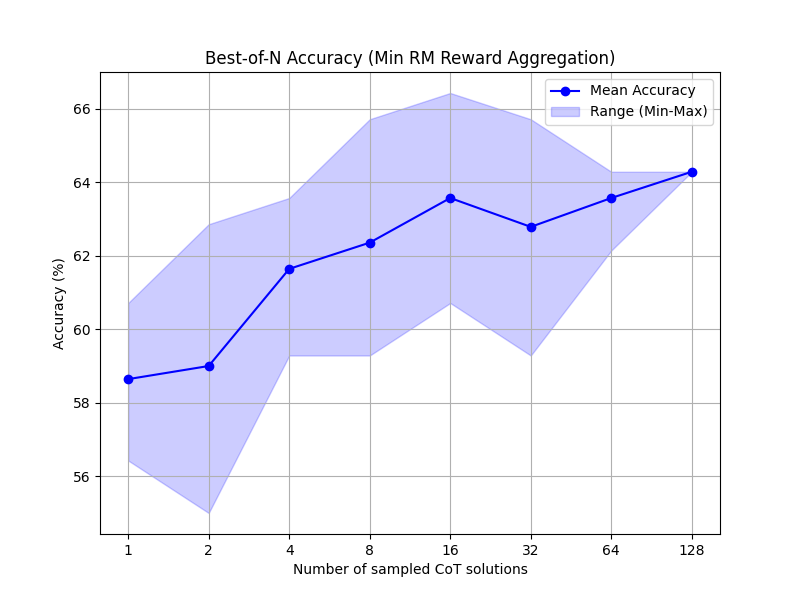 Best-of-N Accuracy (Min RM Reward Aggregation)
Mean Accuracy
Range (Min-Max)
Accuracy (%)
66
64
62
60
58
56
1 2 4 8 16 32 64 128
Number of sampled CoT solutions